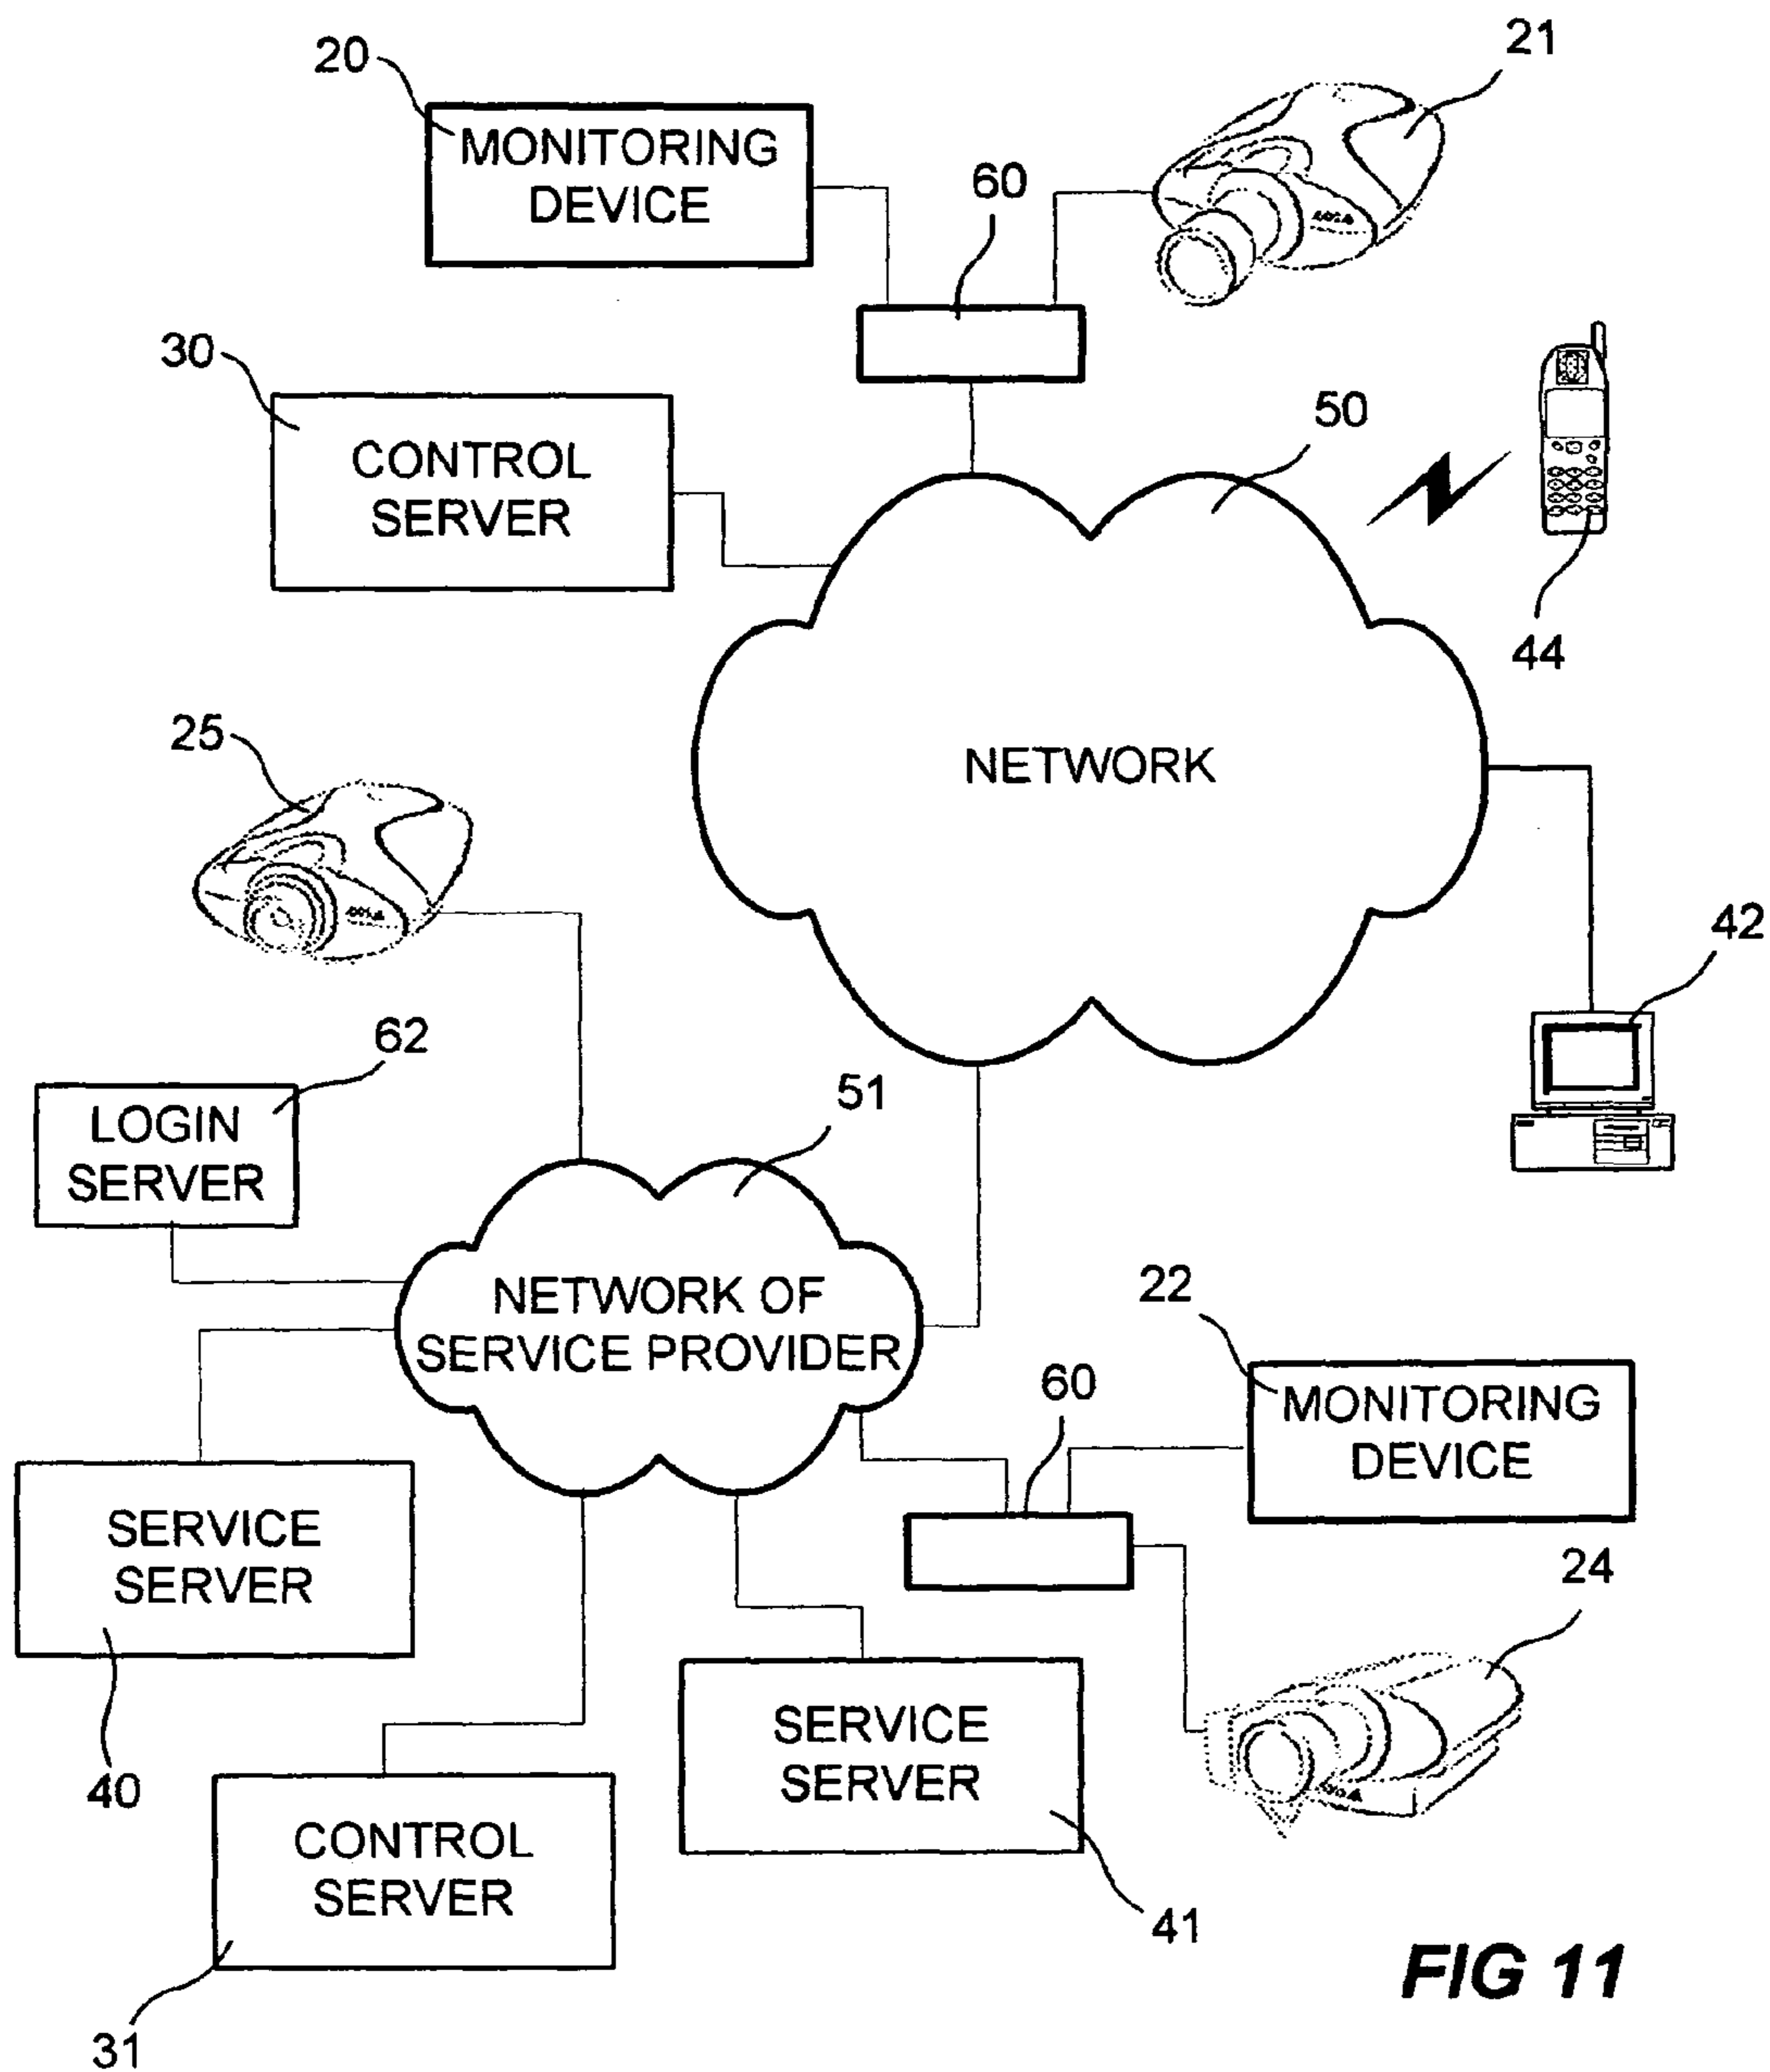 20
21
MONITORING
DEVICE
60
30
50
CONTROL
SERVER
44
25
NETWORK
42
62
51
LOGIN
SERVER
NETWORK OF
SERVICE PROVIDER
22
60
MONITORING
DEVICE
SERVICE
SERVER
24
SERVICE
SERVER
40
CONTROL
SERVER
41
31
FIG 11